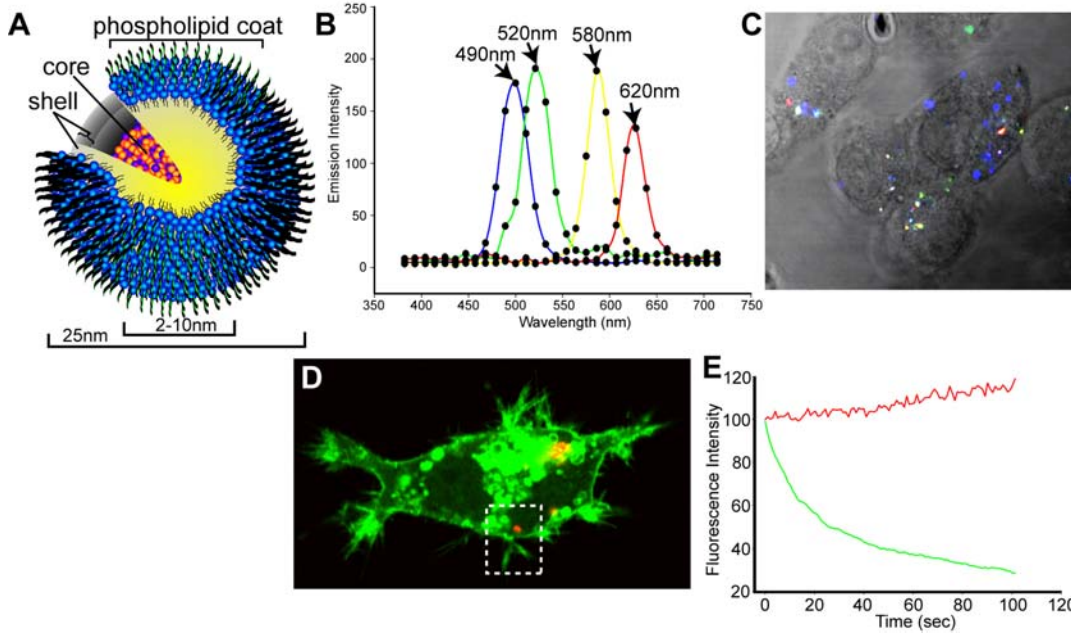 A
phospholipid coat
core
shell
2-10nm
25nm
B
490nm
520nm
580nm
620nm
Emission Intensity
250
200
150
100
50
0
350 400 450 500 550 600 650 700 750
Wavelength (nm)
C
D
E
Fluorescence Intensity
120
100
80
60
40
20
0 20 40 60 80 100 120
Time (sec)